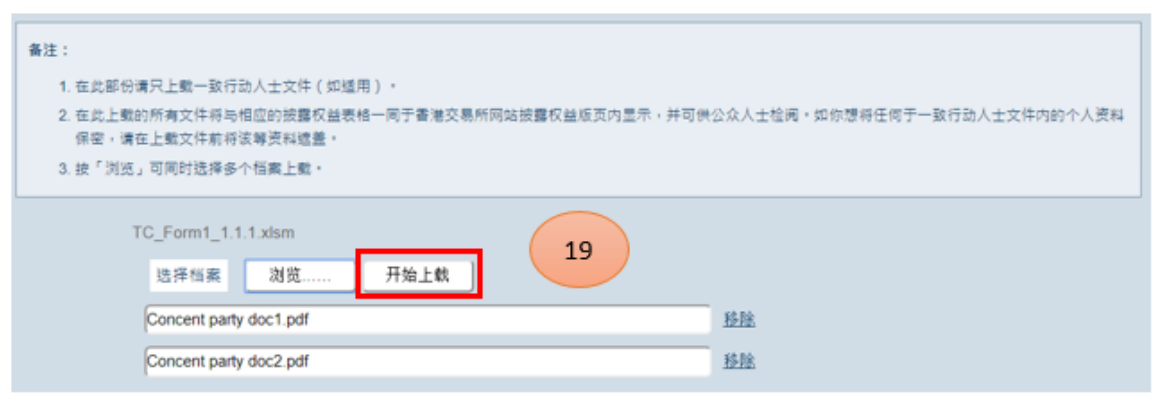 备注：
1. 在此部份请只上载一致行动人士文件（如适用）。
2. 在此上载的所有文件将与相应的披露权益表格一同于香港交易所网站披露权益版页内显示，并可供公众人士检阅。如你想将任何于一致行动人士文件内的个人资料
保密，请在上载文件前将该等资料遮盖。
3. 按「浏览」可同时选择多个档案上载。
TC_Form1_1.1.1.xlsm
19
选择档案 浏览...... 开始上载
Concent party doc1.pdf 移除
Concent party doc2.pdf 移除